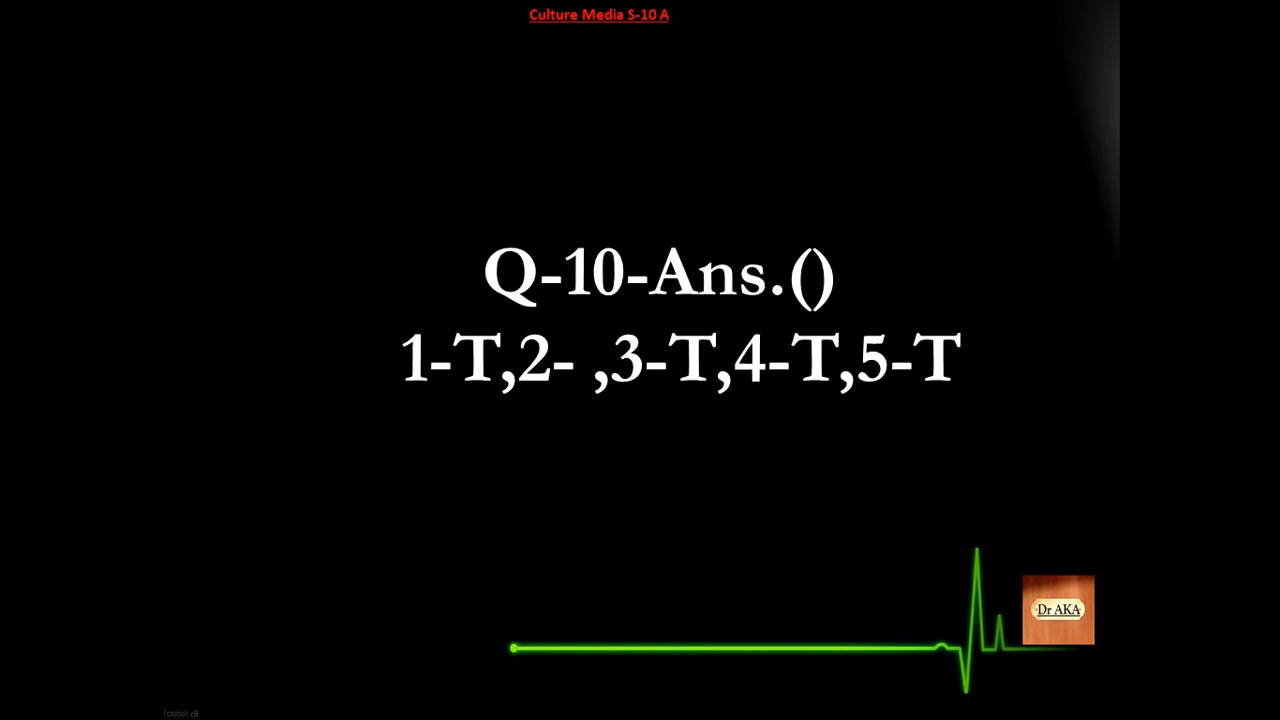 Culture Media S-10 A
Q-10-Ans.()
1-T,2- ,3-T,4-T,5-T
Dr AKA